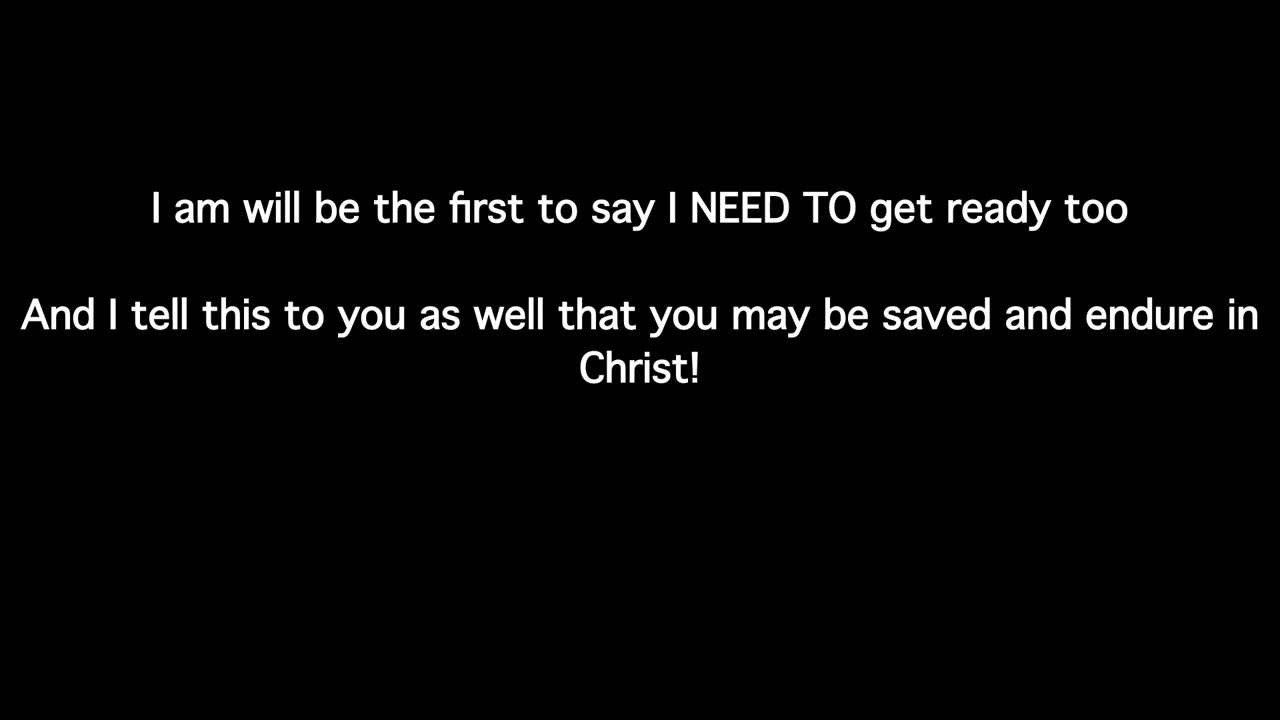 I am will be the first to say I NEED TO get ready too
And I tell this to you as well that you may be saved and endure in
Christ!